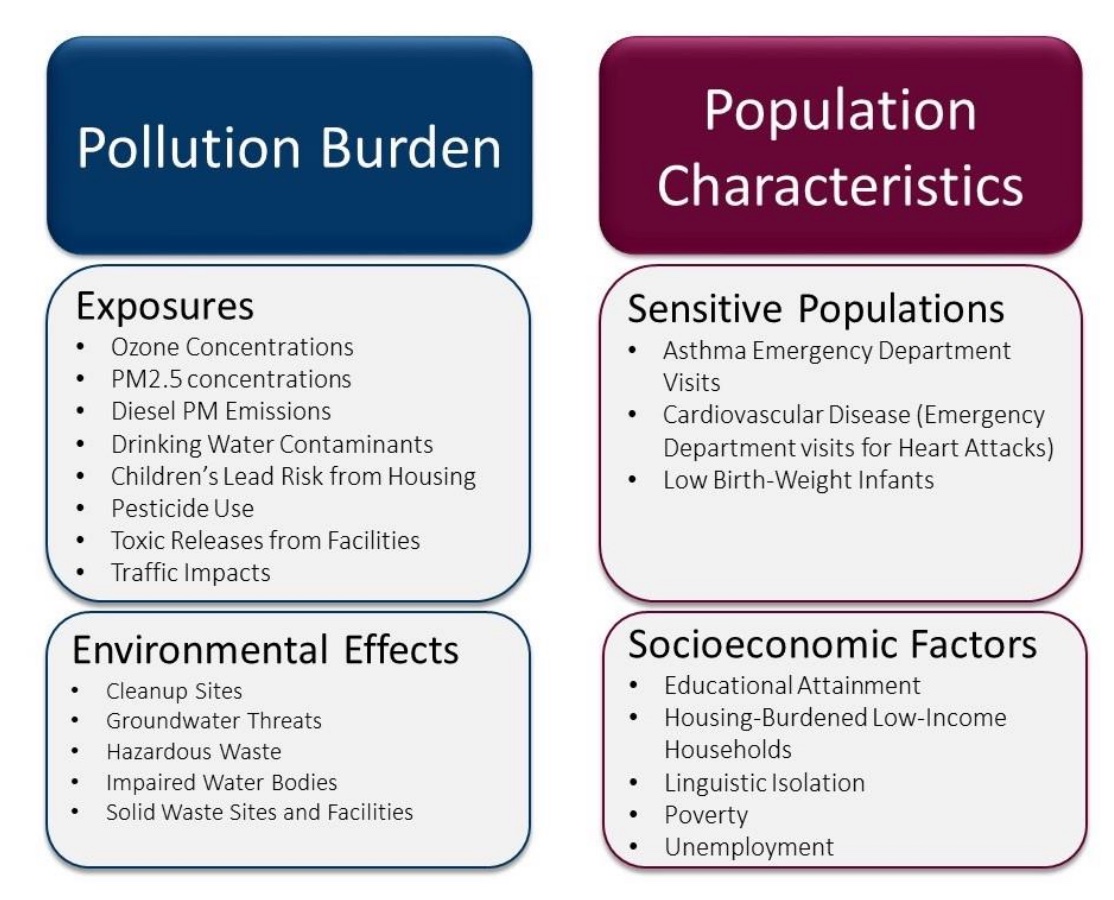 Pollution Burden
Exposures
• Ozone Concentrations
• PM2.5 concentrations
• Diesel PM Emissions
• Drinking Water Contaminants
• Children’s Lead Risk from Housing
• Pesticide Use
• Toxic Releases from Facilities
• Traffic Impacts
Environmental Effects
• Cleanup Sites
• Groundwater Threats
• Hazardous Waste
• Impaired Water Bodies
• Solid Waste Sites and Facilities
Population
Characteristics
Sensitive Populations
• Asthma Emergency Department
Visits
• Cardiovascular Disease (Emergency
Department visits for Heart Attacks)
• Low Birth-Weight Infants
Socioeconomic Factors
• Educational Attainment
• Housing-Burdened Low-Income
Households
• Linguistic Isolation
• Poverty
• Unemployment